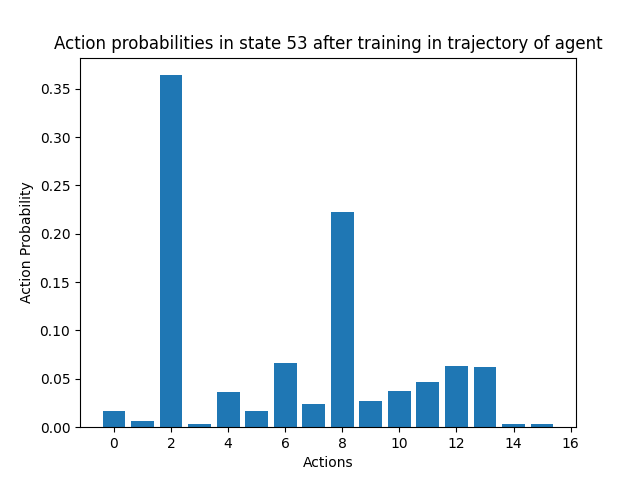 Action probabilities in state 53 after training in trajectory of agent
0.35
0.30
0.25
0.20
0.15
0.10
0.05
0.00
Action Probability
0 2 4 6 8 10 12 14 16
Actions